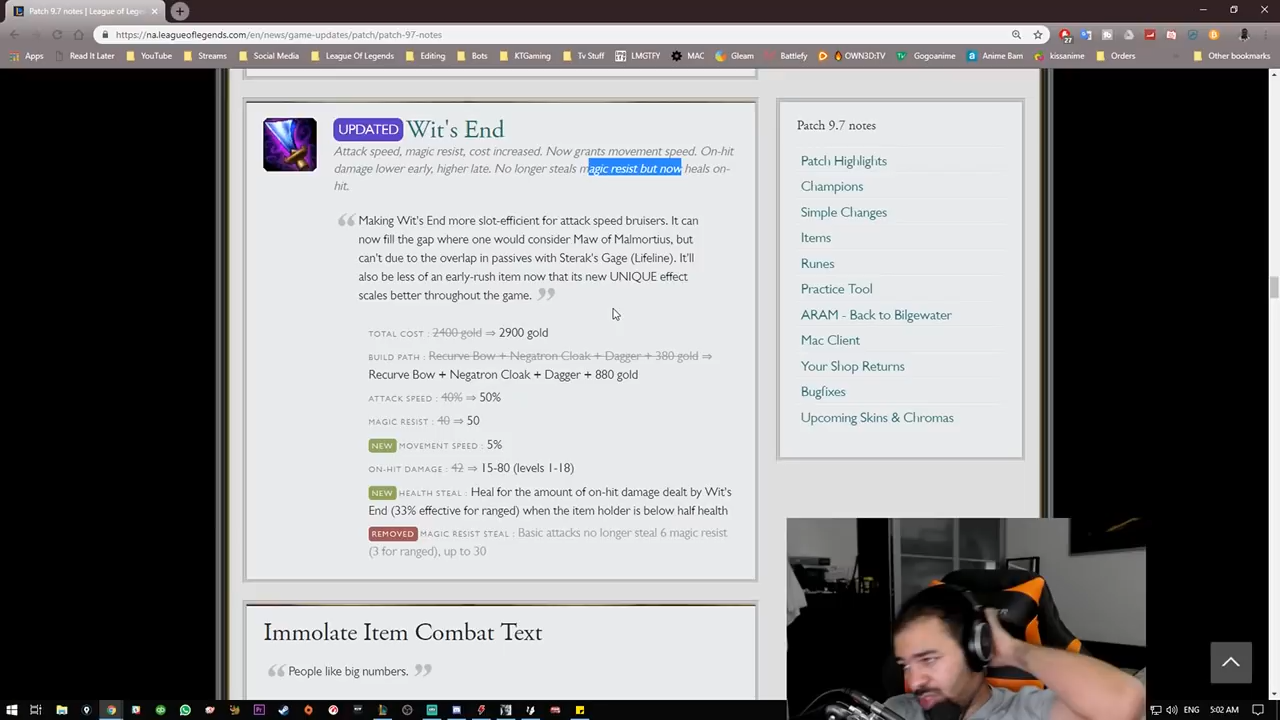 Patch 9.7 notes | League of Leg
https://na.leagueoflegends.com/en/news/game-updates/patch/patch-97-notes
27
Apps
Read It Later
YouTube
Streams
Social Media
League Of Legends
Editing
Bots
KTGaming
Tv Stuff
LMGTFY
MAC
Gleam
Battlefy
OWN3D:TV
Gogoanime
Anime Bam
kissanime
Orders
Other bookmarks
UPDATED Wit's End
Attack speed, magic resist, cost increased. Now grants movement speed. On-hit
damage lower early, higher late. No longer steals magic resist but now heals on-
hit.
Making Wit's End more slot-efficient for attack speed bruisers. It can
now fill the gap where one would consider Maw of Malmortius, but
can't due to the overlap in passives with Sterak's Gage (Lifeline). It'll
also be less of an early-rush item now that its new UNIQUE effect
scales better throughout the game.
TOTAL COST : 2400 gold ⇒ 2900 gold
BUILD PATH : Recurve Bow + Negatron Cloak + Dagger + 380 gold ⇒
Recurve Bow + Negatron Cloak + Dagger + 880 gold
ATTACK SPEED : 40% ⇒ 50%
MAGIC RESIST : 40 ⇒ 50
NEW MOVEMENT SPEED : 5%
ON-HIT DAMAGE : 42 ⇒ 15-80 (levels 1-18)
NEW HEALTH STEAL : Heal for the amount of on-hit damage dealt by Wit's
End (33% effective for ranged) when the item holder is below half health
REMOVED MAGIC RESIST STEAL : Basic attacks no longer steal 6 magic resist
(3 for ranged), up to 30
Immolate Item Combat Text
People like big numbers.
Patch 9.7 notes
Patch Highlights
Champions
Simple Changes
Items
Runes
Practice Tool
ARAM - Back to Bilgewater
Mac Client
Your Shop Returns
Bugfixes
Upcoming Skins & Chromas
ENG
5:02 AM